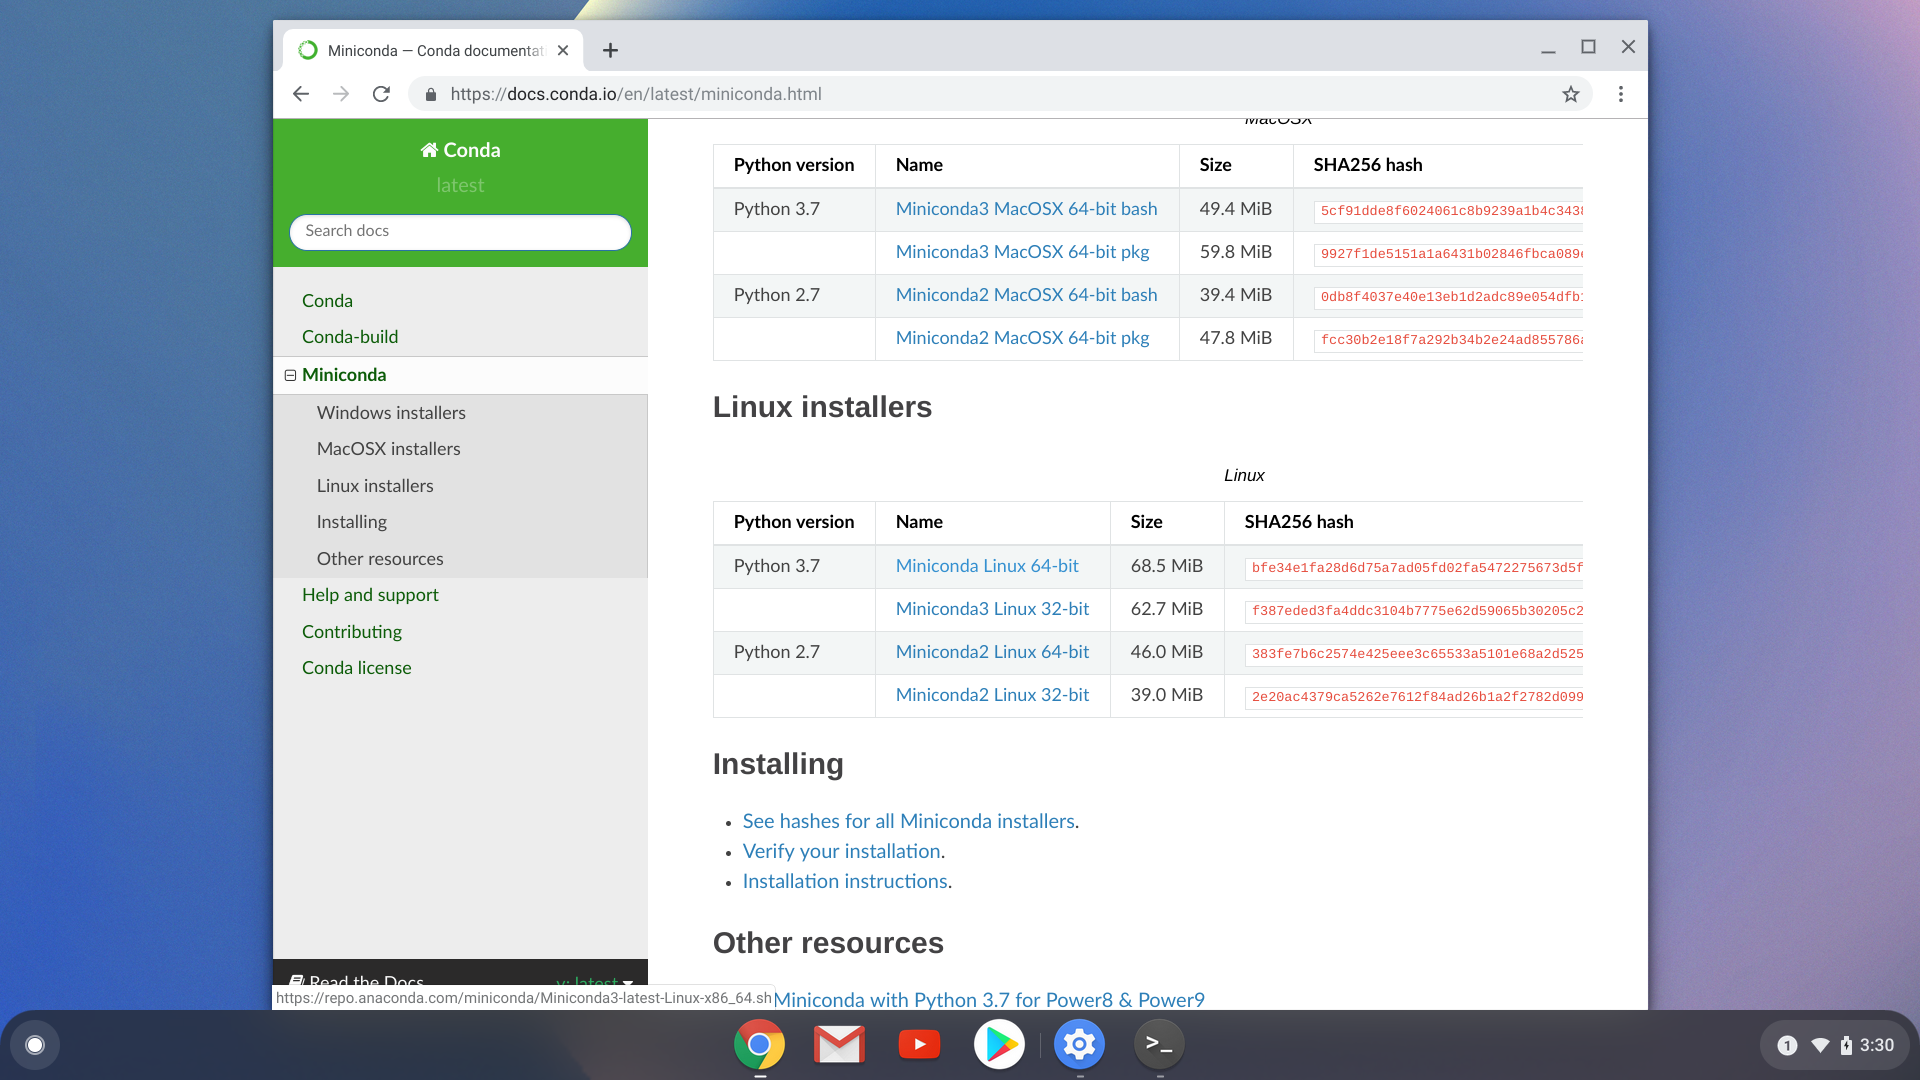 Miniconda — Conda documentat
https://docs.conda.io/en/latest/miniconda.html
Conda
latest
Search docs
Conda
Conda-build
Miniconda
Windows installers
MacOSX installers
Linux installers
Installing
Other resources
Help and support
Contributing
Conda license
Read the Docs v: latest
https://repo.anaconda.com/miniconda/Miniconda3-latest-Linux-x86_64.sh
MacOSX
Python version Name Size SHA256 hash
Python 3.7 Miniconda3 MacOSX 64-bit bash 49.4 MiB 5cf91dde8f6024061c8b9239a1b4c3438
Miniconda3 MacOSX 64-bit pkg 59.8 MiB 9927f1de5151a1a6431b02846fbca089
Python 2.7 Miniconda2 MacOSX 64-bit bash 39.4 MiB 0db8f4037e40e13eb1d2adc89e054dfb
Miniconda2 MacOSX 64-bit pkg 47.8 MiB fcc30b2e18f7a292b34b2e24ad855786
Linux installers
Linux
Python version Name Size SHA256 hash
Python 3.7 Miniconda Linux 64-bit 68.5 MiB bfe34e1fa28d6d75a7ad05fd02fa5472275673d5f
Miniconda3 Linux 32-bit 62.7 MiB f387eded3fa4ddc3104b7775e62d59065b30205c2
Python 2.7 Miniconda2 Linux 64-bit 46.0 MiB 383fe7b6c2574e425eee3c65533a5101e68a2d525
Miniconda2 Linux 32-bit 39.0 MiB 2e20ac4379ca5262e7612f84ad26b1a2f2782d099
Installing
See hashes for all Miniconda installers.
Verify your installation.
Installation instructions.
Other resources
Miniconda with Python 3.7 for Power8 & Power9
>_
1 3:30